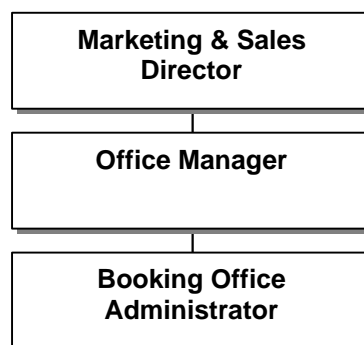 Marketing & Sales
Director
Office Manager
Booking Office
Administrator